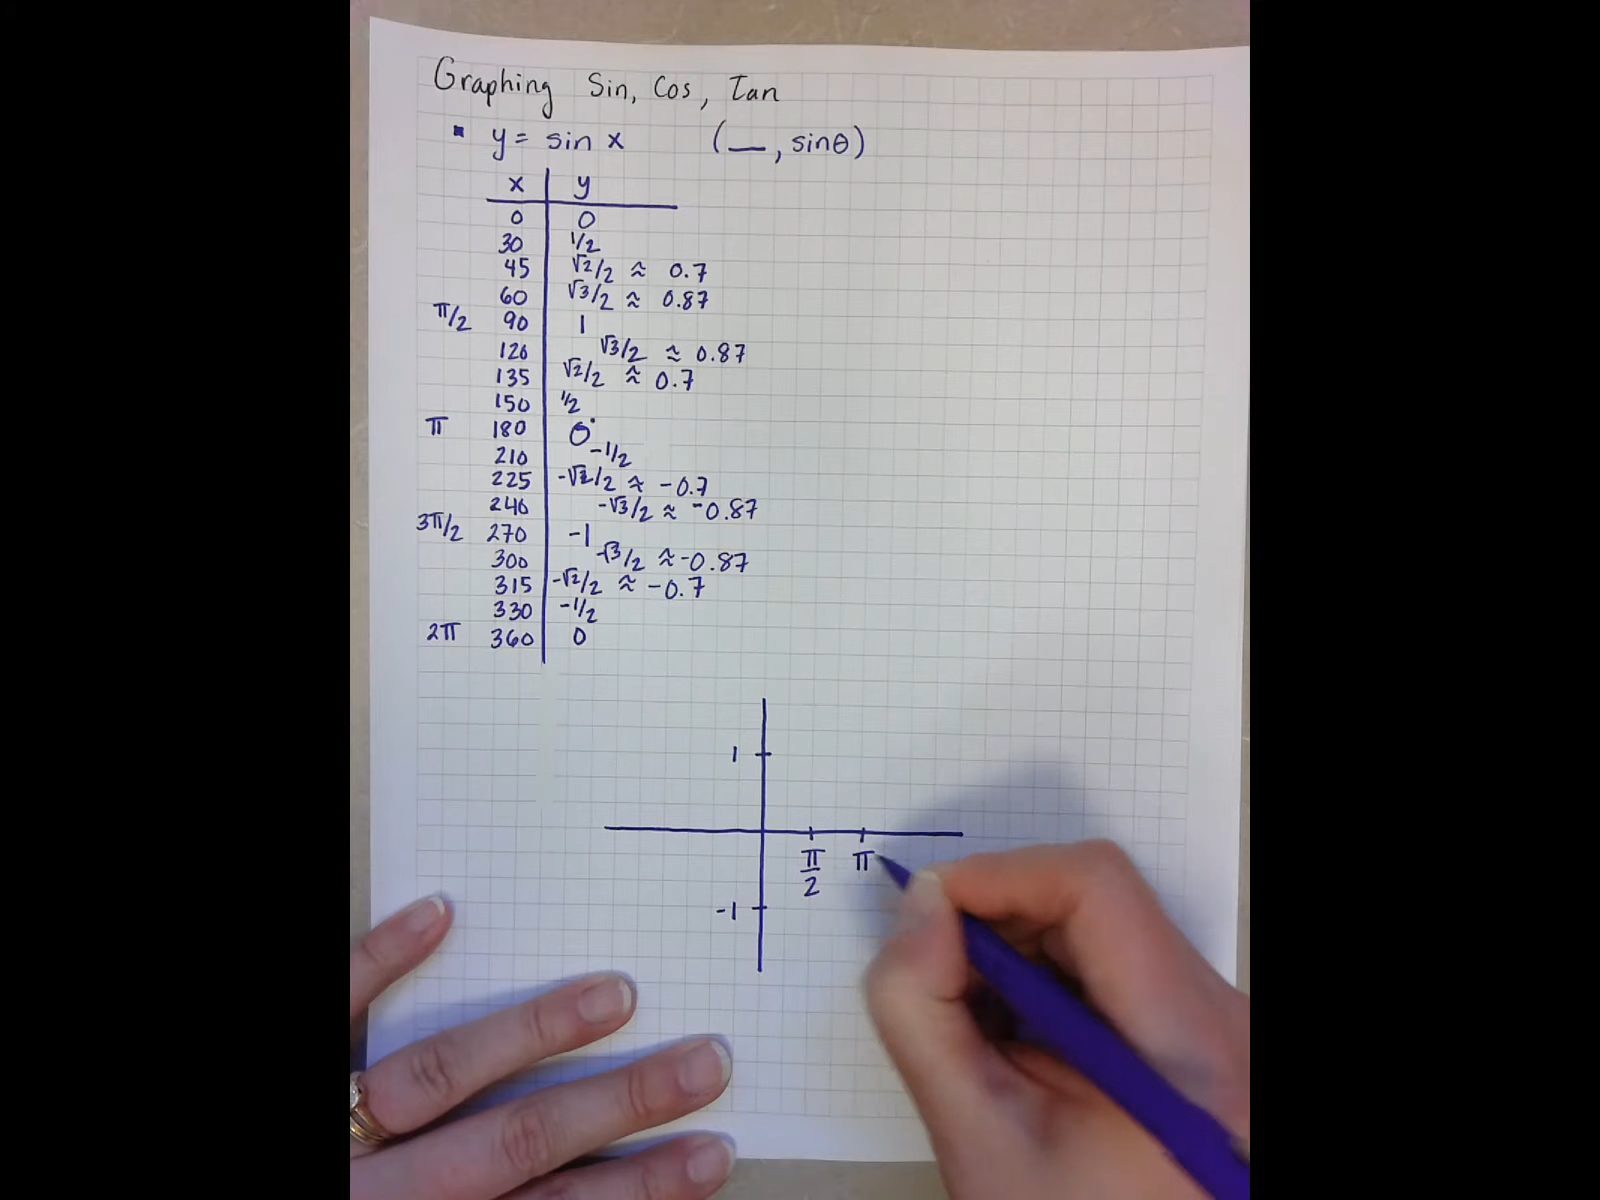 Graphing Sin, Cos, Tan
▪ y = sin x (__, sinθ)
x y
0 0
30 1/2
45 √2/2 ≈ 0.7
60 √3/2 ≈ 0.87
π/2 90 1
120 √3/2 ≈ 0.87
135 √2/2 ≈ 0.7
150 1/2
π 180 0
210 -1/2
225 -√2/2 ≈ -0.7
240 -√3/2 ≈ -0.87
3π/2 270 -1
300 -√3/2 ≈ -0.87
315 -√2/2 ≈ -0.7
330 -1/2
2π 360 0
1
π/2 π
-1